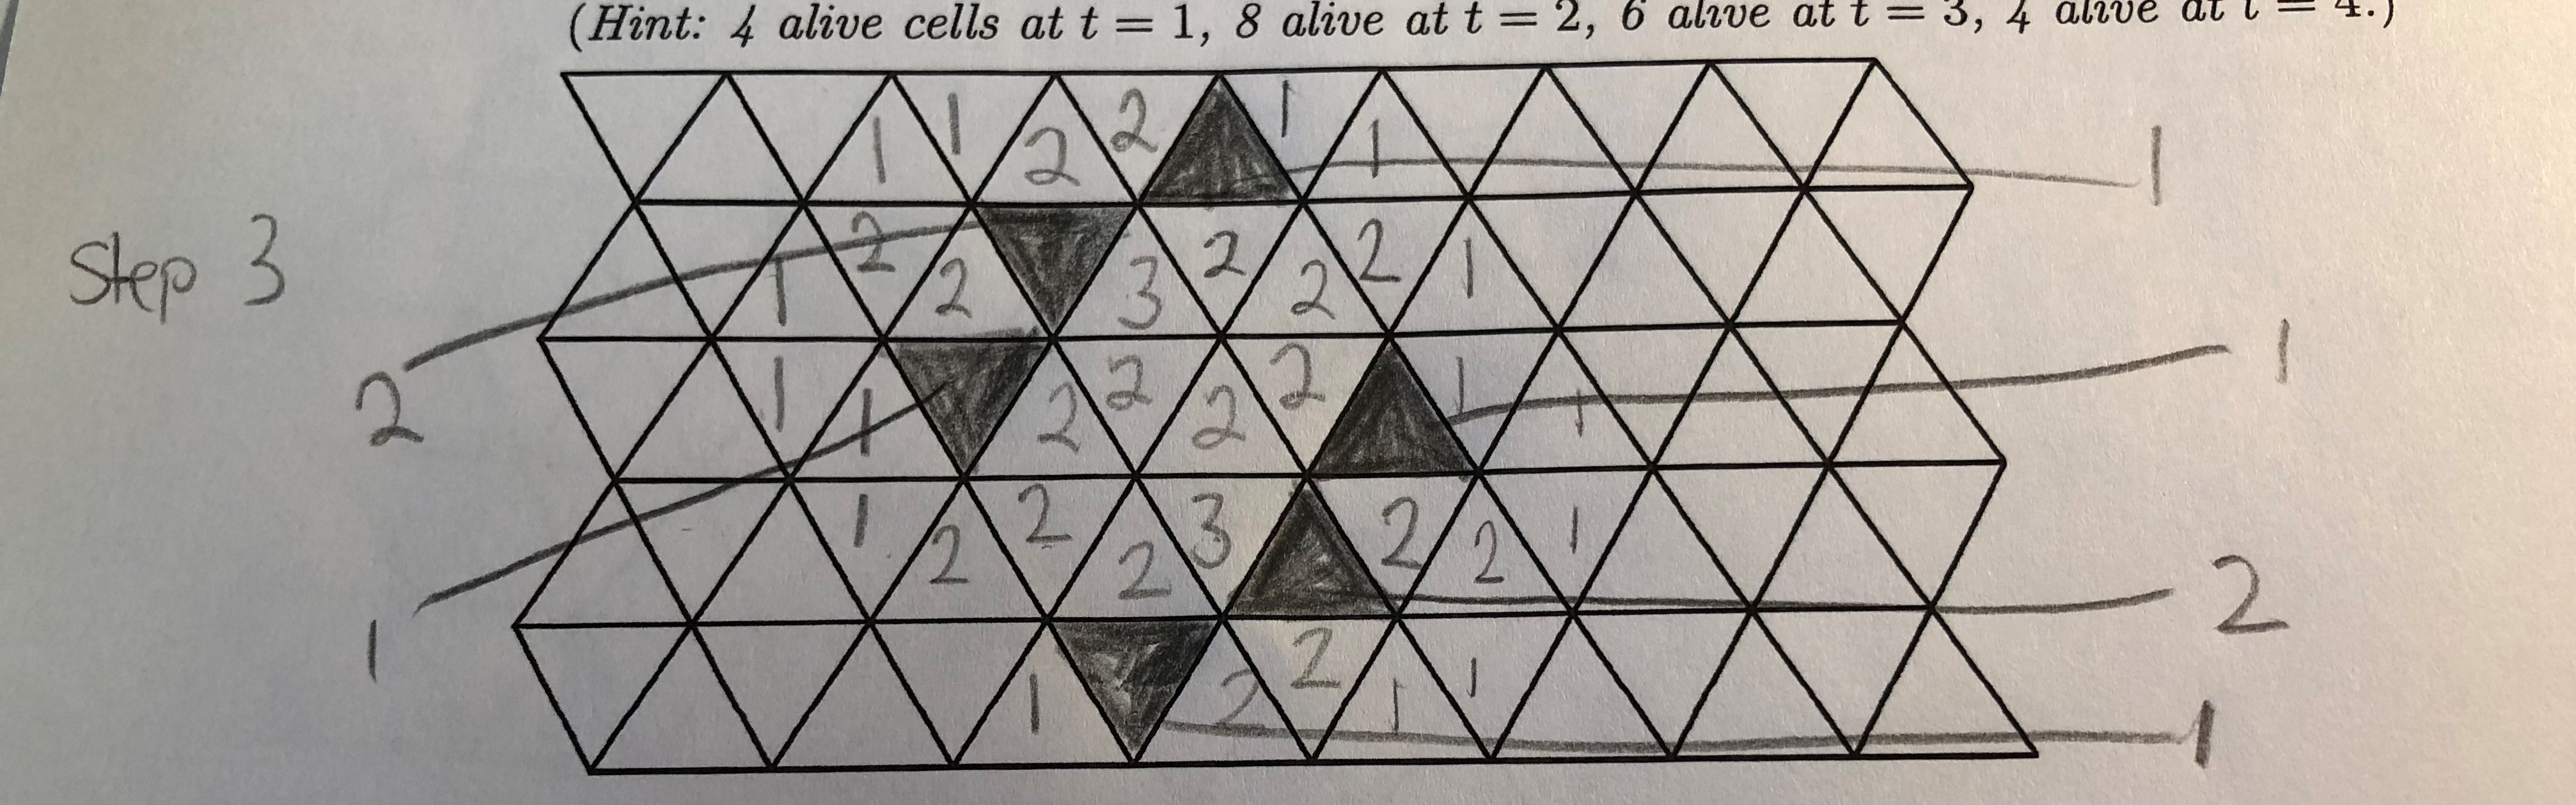 (Hint: 4 alive cells at t = 1, 8 alive at t = 2, 6 alive at t = 3, 4 alive at t = 4.)
1 1 2 2 1 1 1
Step 3
1 2 2 3 2 2 2 1
2
1 1 2 2 2 2 1 1 1
1 2 2 2 3 2 2 1
2
1
1 2 2 1 1 1